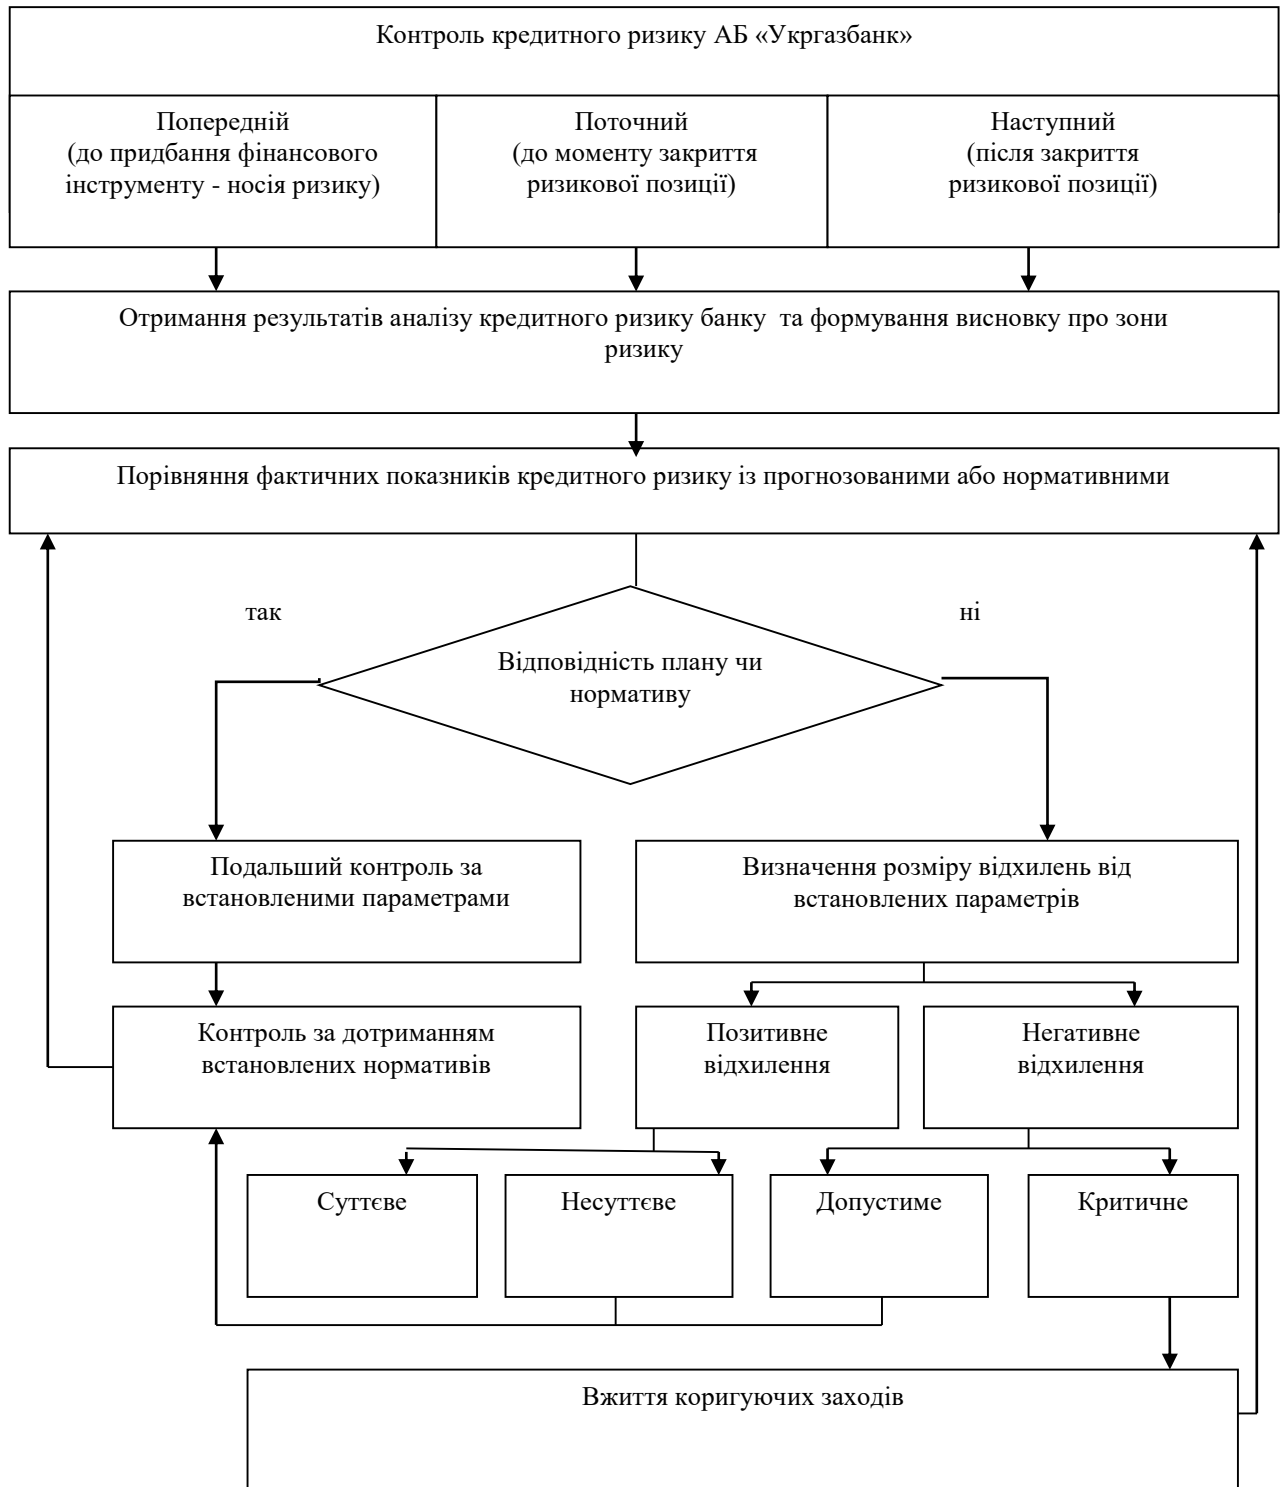 Контроль кредитного ризику АБ «Укргазбанк»
Попередній
(до придбання фінансового
інструменту - носія ризику)
Поточний
(до моменту закриття
ризикової позиції)
Наступний
(після закриття
ризикової позиції)
Отримання результатів аналізу кредитного ризику банку та формування висновку про зони
ризику
Порівняння фактичних показників кредитного ризику із прогнозованими або нормативними
так
ні
Відповідність плану чи
нормативу
Подальший контроль за
встановленими параметрами
Визначення розміру відхилень від
встановлених параметрів
Контроль за дотриманням
встановлених нормативів
Позитивне
відхилення
Негативне
відхилення
Суттєве
Несуттєве
Допустиме
Критичне
Вжиття коригуючих заходів